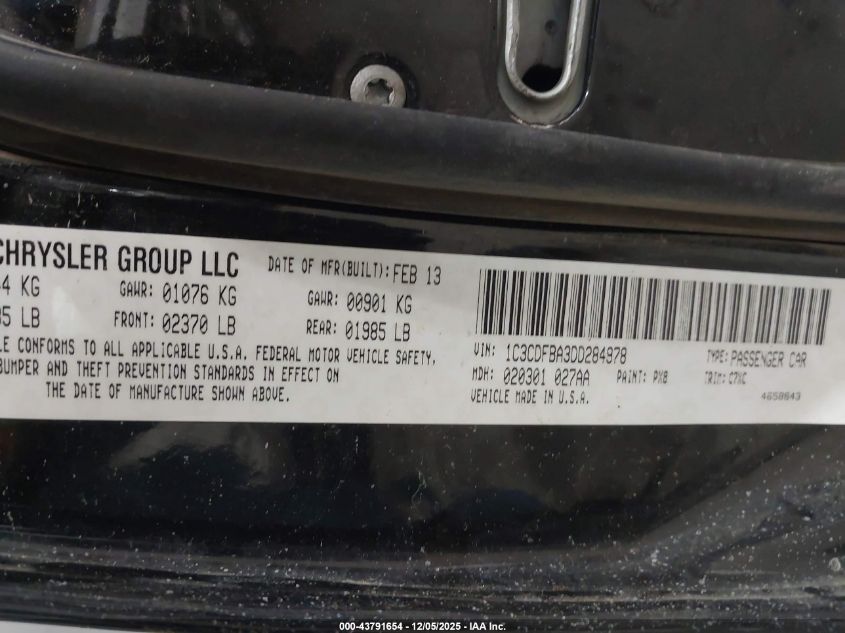 CHRYSLER GROUP LLC
DATE OF MFR(BUILT): FEB 13
4 KG GAWR: 01076 KG GAWR: 00901 KG
LB FRONT: 02370 LB REAR: 01985 LB
CONFORMS TO ALL APPLICABLE U.S.A. FEDERAL MOTOR VEHICLE SAFETY,
BUMPER AND THEFT PREVENTION STANDARDS IN EFFECT ON
THE DATE OF MANUFACTURE SHOWN ABOVE.
VIN: 1C3CDFBA3DD284978 TYPE: PASSENGER CAR
MDH: 020301 027AA PAINT: PX8 TRIM: C7XC
VEHICLE MADE IN U.S.A. 4658643
000-43791654 - 12/05/2025 - IAA Inc.